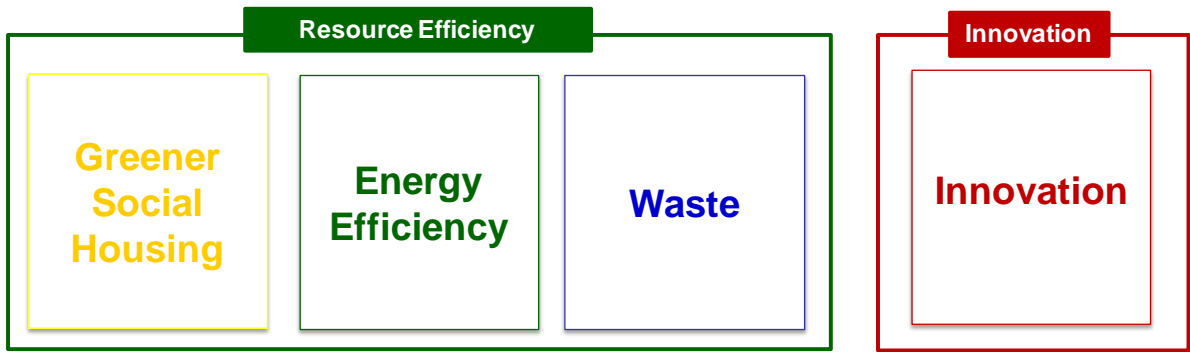 Resource Efficiency
Innovation
Greener
Social
Housing
Energy
Efficiency
Waste
Innovation